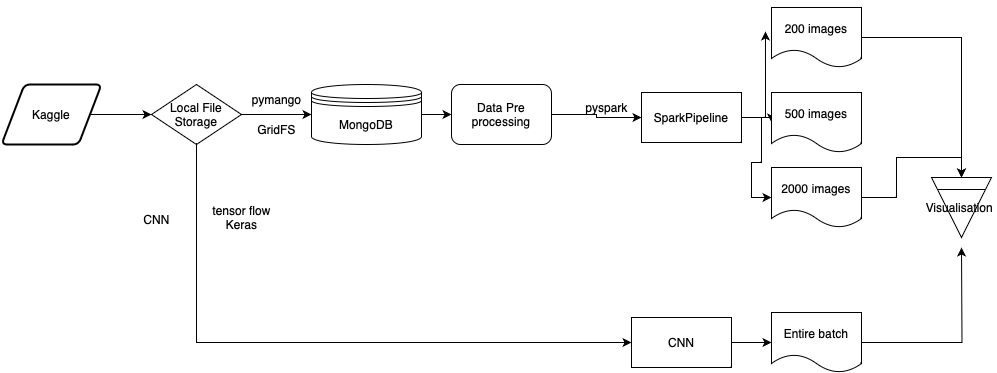 200 images
pymango
Kaggle
Local File
Storage
GridFS
MongoDB
Data Pre
processing
pyspark
SparkPipeline
500 images
2000 images
Visualisation
CNN
tensor flow
Keras
CNN
Entire batch